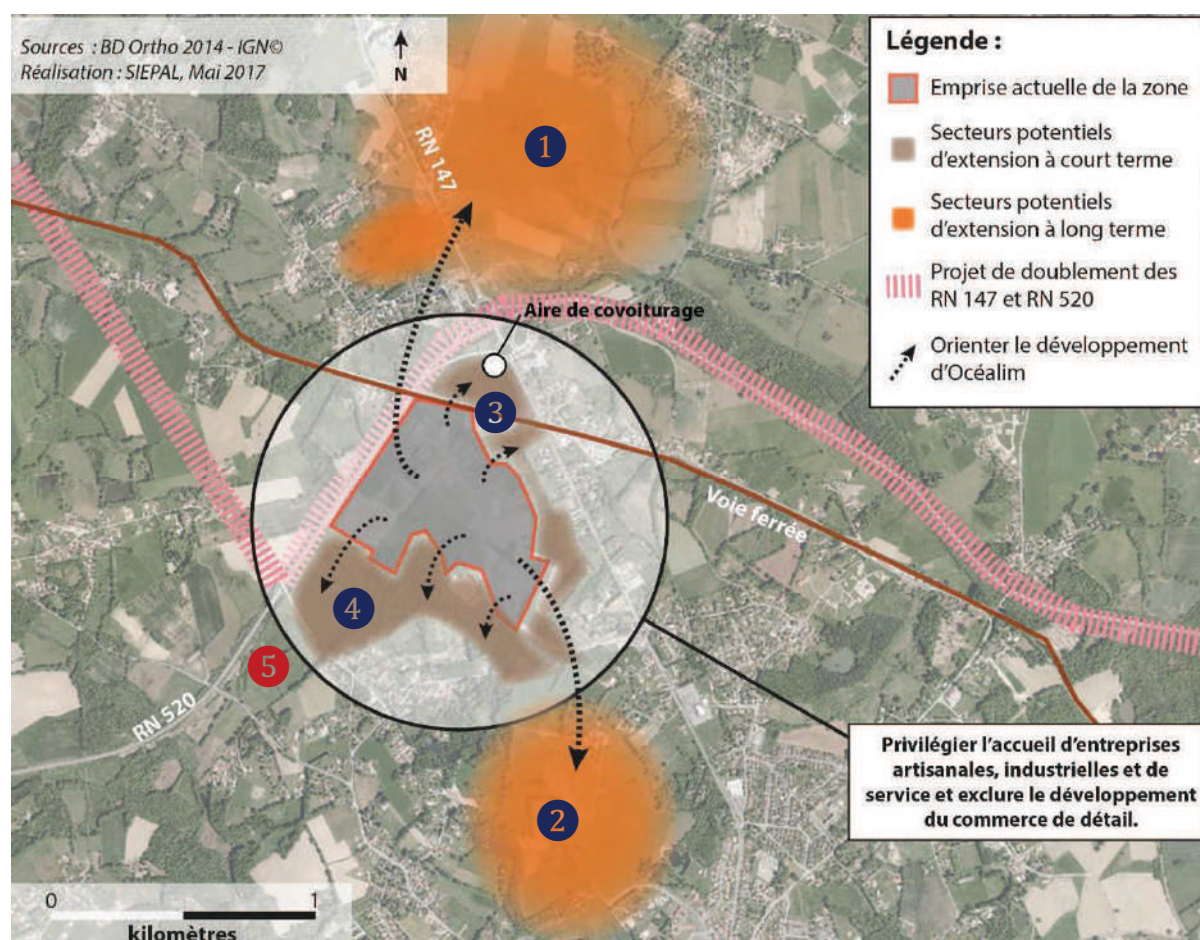 Sources : BD Ortho 2014 - IGN©
Réalisation : SIEPAL, Mai 2017
N
Légende :
Emprise actuelle de la zone
Secteurs potentiels
d'extension à court terme
Secteurs potentiels
d'extension à long terme
Projet de doublement des
RN 147 et RN 520
Orienter le développement
d'Océalim
1
RN 147
Aire de covoiturage
3
Voie ferrée
4
5
RN 520
2
Privilégier l'accueil d'entreprises
artisanales, industrielles et de
service et exclure le développement
du commerce de détail.
0 1
kilomètres